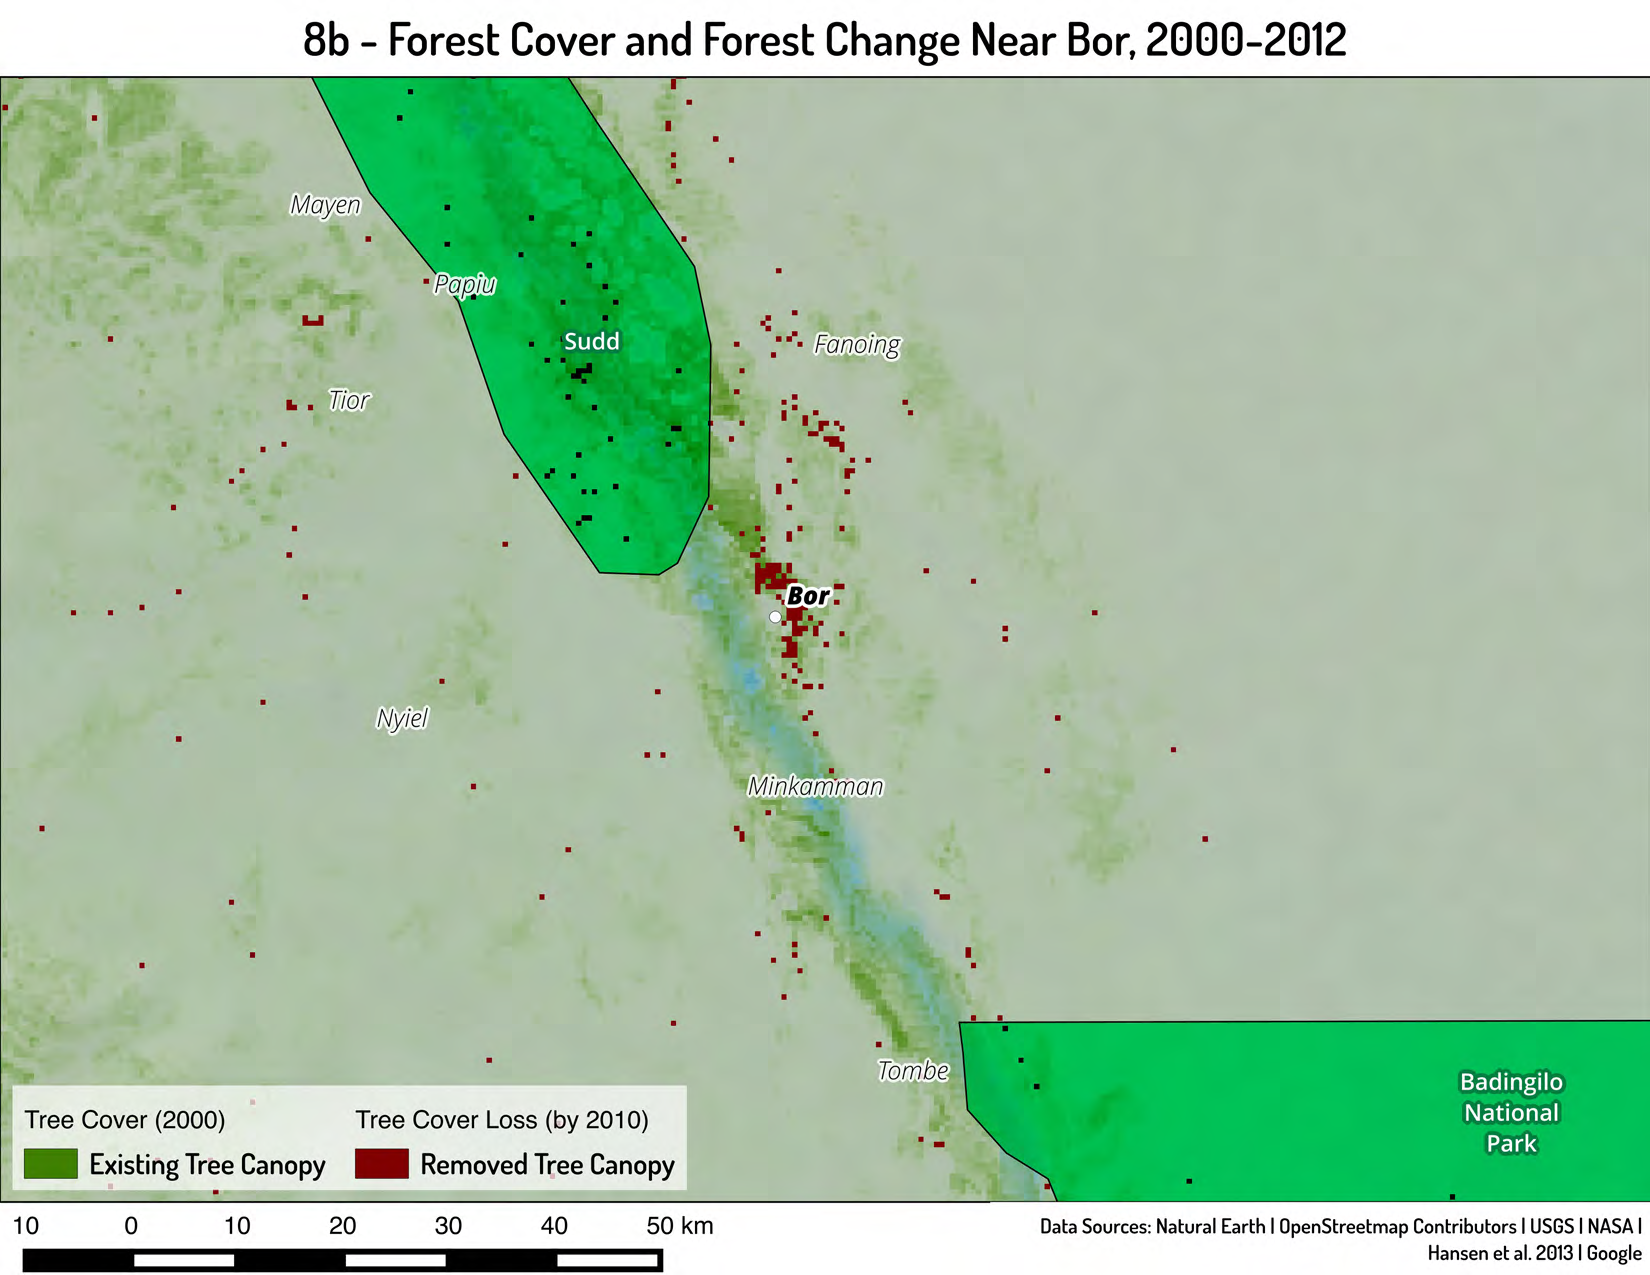 8b - Forest Cover and Forest Change Near Bor, 2000-2012
Mayen
Papiu
Sudd
Fanoing
Tior
Bor
Nyiel
Minkamman
Tombe
Badingilo
National
Park
Tree Cover (2000)
Existing Tree Canopy
Tree Cover Loss (by 2010)
Removed Tree Canopy
10 0 10 20 30 40 50 km
Data Sources: Natural Earth | OpenStreetmap Contributors | USGS | NASA |
Hansen et al. 2013 | Google